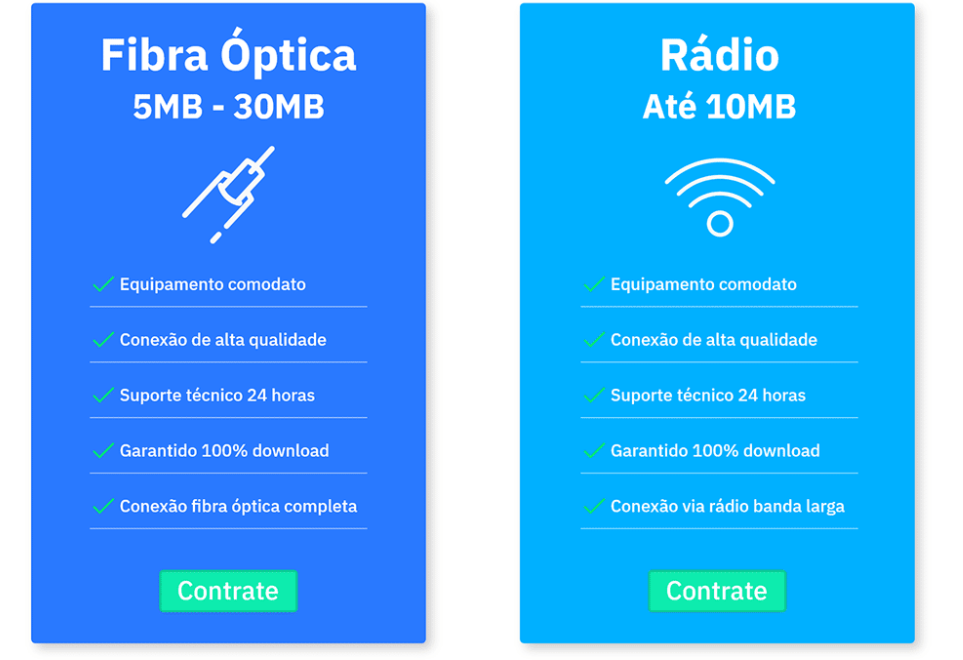 Fibra Óptica
5MB - 30MB
Equipamento comodato
Conexão de alta qualidade
Suporte técnico 24 horas
Garantido 100% download
Conexão fibra óptica completa
Contrate
Rádio
Até 10MB
Equipamento comodato
Conexão de alta qualidade
Suporte técnico 24 horas
Garantido 100% download
Conexão via rádio banda larga
Contrate